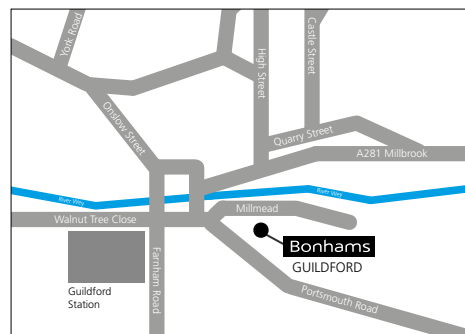 York Road
High Street
Castle Street
Onslow Street
Quarry Street
A281 Millbrook
River Wey
River Wey
Millmead
Walnut Tree Close
Bonhams
GUILDFORD
Farnham Road
Guildford
Station
Portsmouth Road